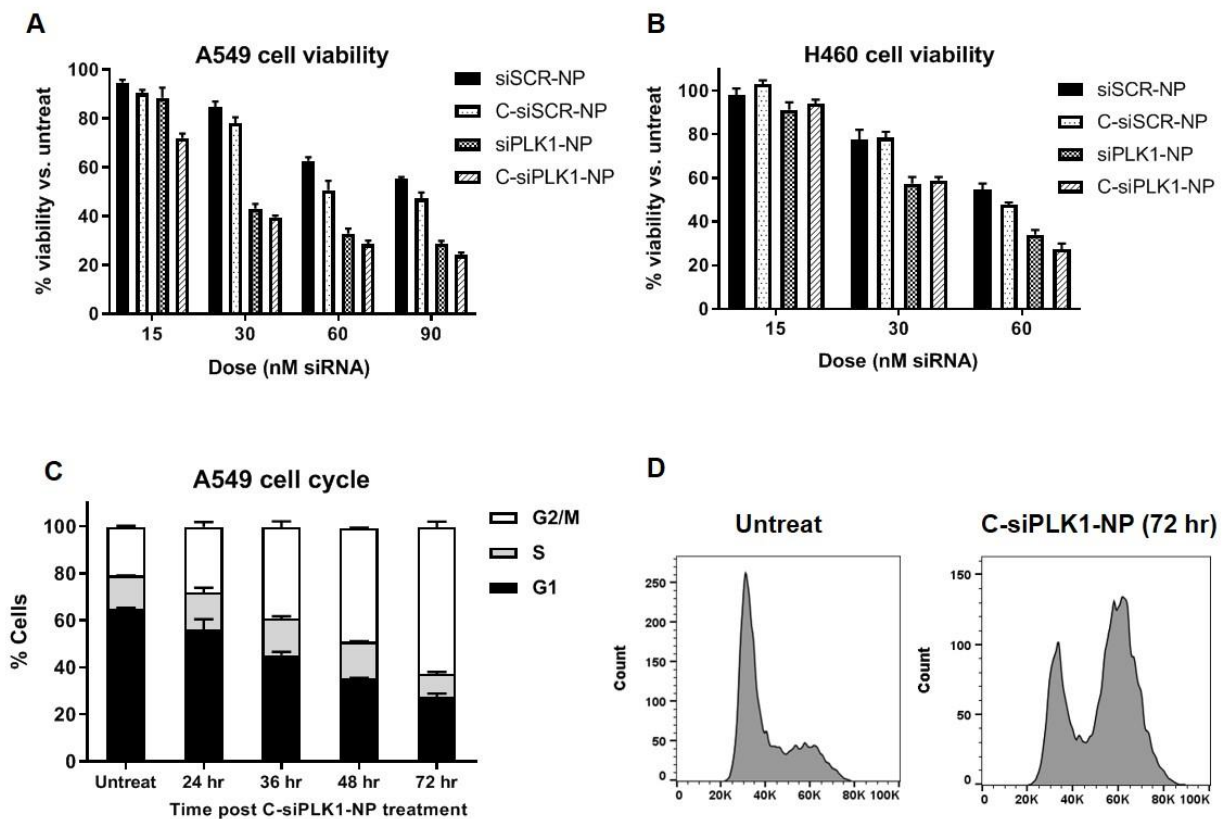 A
A549 cell viability
% viability vs. untreat
100
80
60
40
20
0
15 30 60 90
Dose (nM siRNA)
siSCR-NP
C-siSCR-NP
siPLK1-NP
C-siPLK1-NP
B
H460 cell viability
% viability vs. untreat
100
80
60
40
20
0
15 30 60
Dose (nM siRNA)
siSCR-NP
C-siSCR-NP
siPLK1-NP
C-siPLK1-NP
C
A549 cell cycle
% Cells
100
80
60
40
20
0
Untreat 24 hr 36 hr 48 hr 72 hr
Time post C-siPLK1-NP treatment
G2/M
S
G1
D
Untreat
Count
250
200
150
100
50
0
0 20K 40K 60K 80K 100K
C-siPLK1-NP (72 hr)
Count
150
100
50
0
0 20K 40K 60K 80K 100K